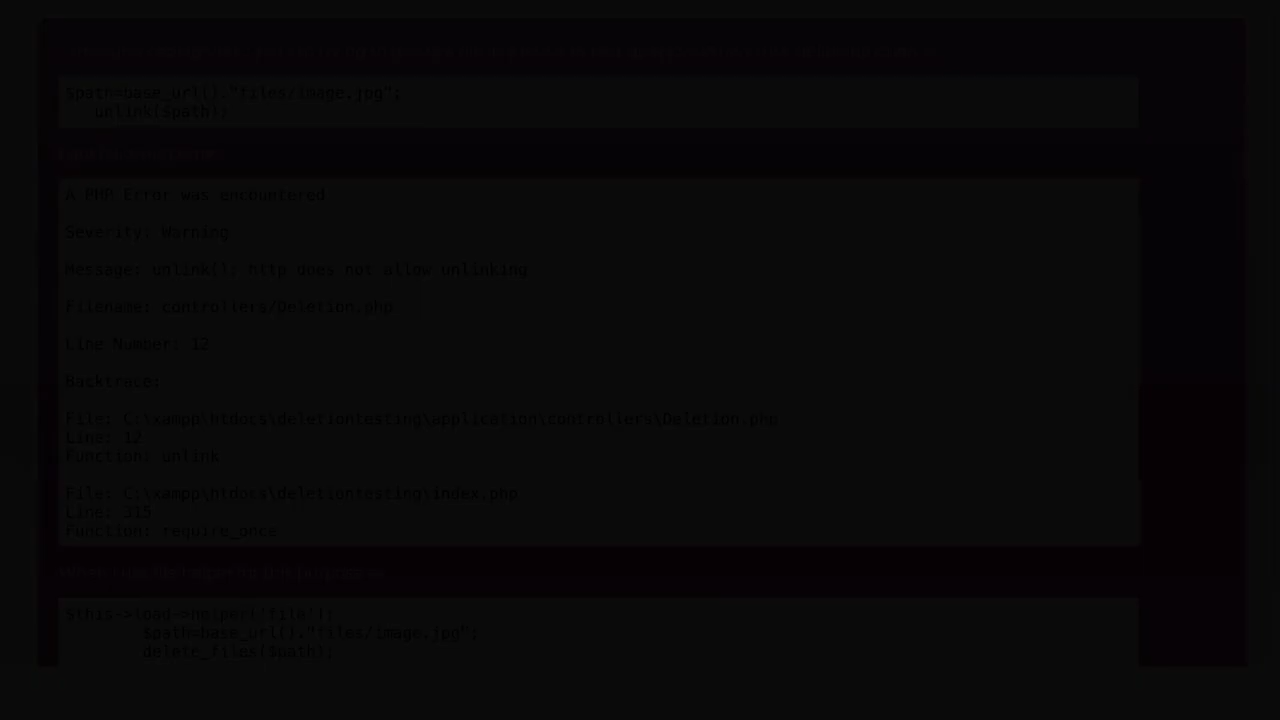 $path=base_url()."files/image.jpg";
unlink($path);
A PHP Error was encountered
Severity: Warning
Message: unlink(): http does not allow unlinking
Filename: controllers/Deletion.php
Line Number: 12
Backtrace:
File: C:\xampp\htdocs\deletiontesting\application\controllers\Deletion.php
Line: 12
Function: unlink
File: C:\xampp\htdocs\deletiontesting\index.php
Line: 315
Function: require_once
$this->load->helper('file');
$path=base_url()."files/image.jpg";
delete_files($path);